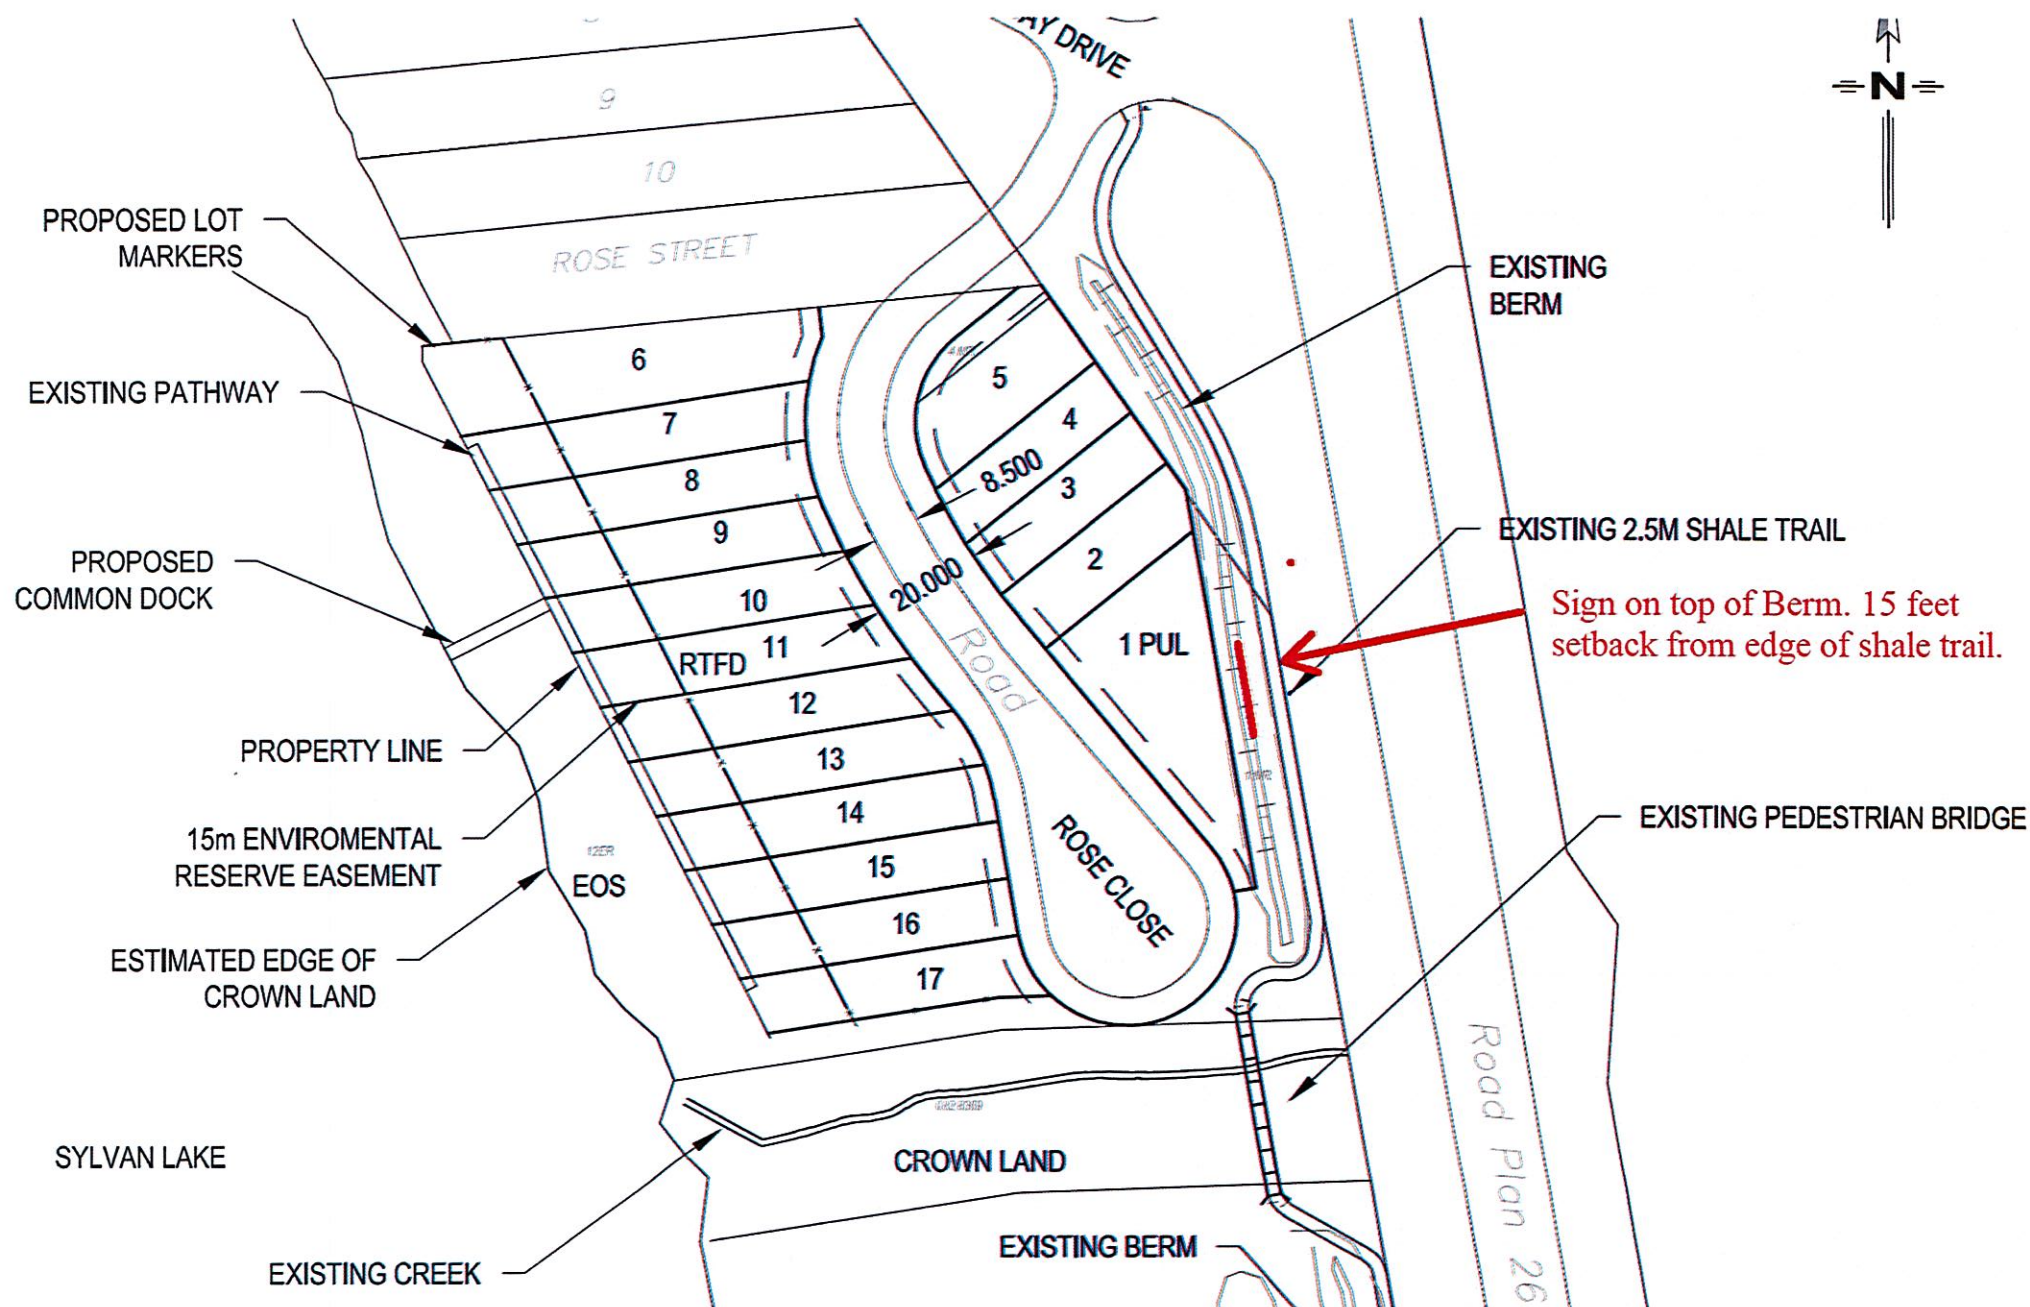 AY DRIVE
N
9
10
ROSE STREET
PROPOSED LOT
MARKERS
EXISTING
BERM
6
5
EXISTING PATHWAY
7
4
8
8.500
3
9
EXISTING 2.5M SHALE TRAIL
PROPOSED
COMMON DOCK
2
20.000
10
Sign on top of Berm. 15 feet
setback from edge of shale trail.
11
RTFD
1 PUL
Road
12
PROPERTY LINE
13
14
15m ENVIROMENTAL
RESERVE EASEMENT
EXISTING PEDESTRIAN BRIDGE
15
12ER
EOS
ROSE CLOSE
16
ESTIMATED EDGE OF
CROWN LAND
17
Road Plan 26
SYLVAN LAKE
CROWN LAND
EXISTING BERM
EXISTING CREEK